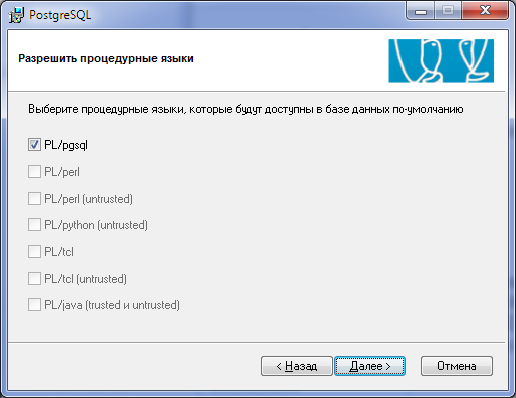 PostgreSQL
Разрешить процедурные языки
Выберите процедурные языки, которые будут доступны в базе данных по-умолчанию
PL/pgsql
PL/perl
PL/perl (untrusted)
PL/python (untrusted)
PL/tcl
PL/tcl (untrusted)
PL/java (trusted и untrusted)
< Назад
Далее >
Отмена